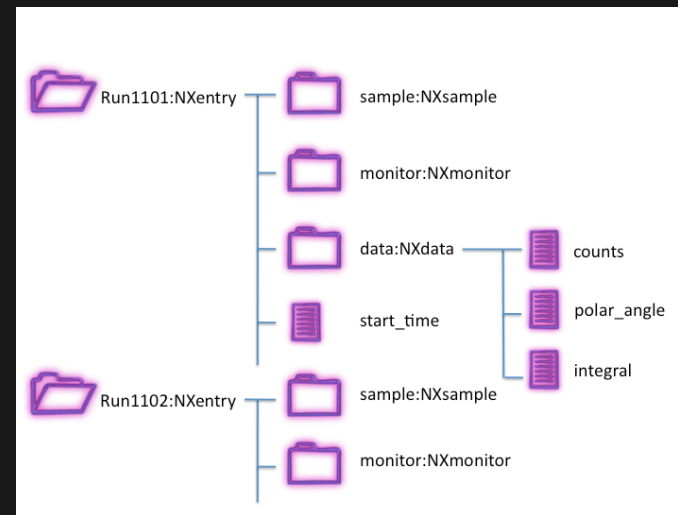 Run1101:NXentry
sample:NXsample
monitor:NXmonitor
data:NXdata
counts
polar_angle
integral
start_time
Run1102:NXentry
sample:NXsample
monitor:NXmonitor